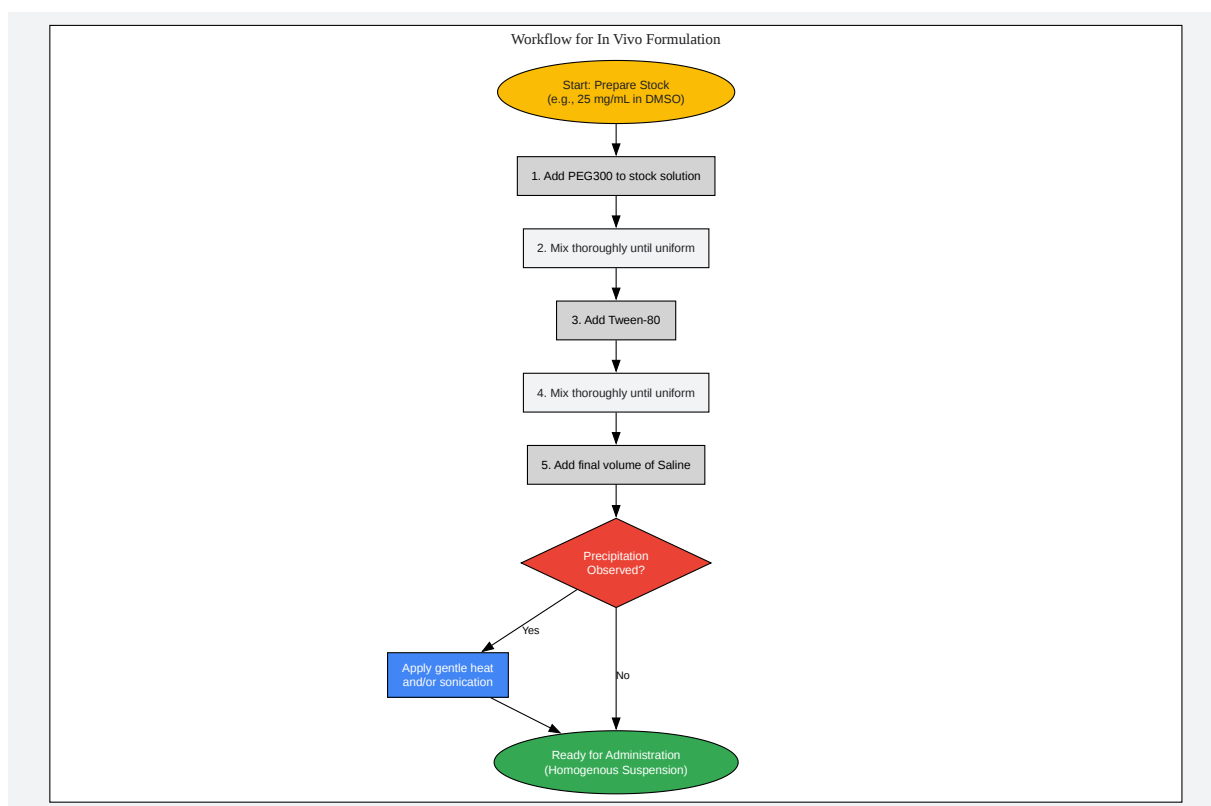 Workflow for In Vivo Formulation
Start: Prepare Stock
(e.g., 25 mg/mL in DMSO)
1. Add PEG300 to stock solution
2. Mix thoroughly until uniform
3. Add Tween-80
4. Mix thoroughly until uniform
5. Add final volume of Saline
Precipitation
Observed?
Yes
Apply gentle heat
and/or sonication
No
Ready for Administration
(Homogenous Suspension)